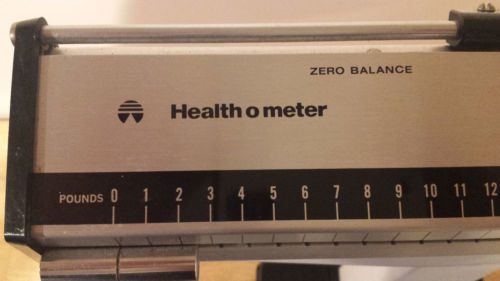 ZERO BALANCE
Health o meter
POUNDS 0 1 2 3 4 5 6 7 8 9 10 11 12